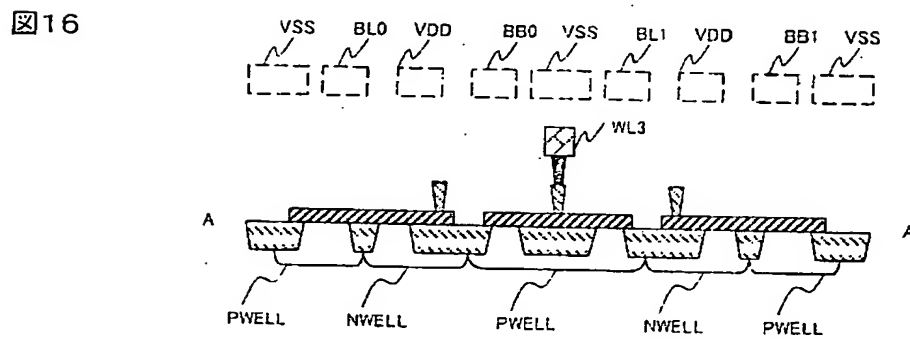 図16
VSS BL0 VDD BB0 VSS BL1 VDD BB1 VSS
WL3
A A
PWELL NWELL PWELL NWELL PWELL